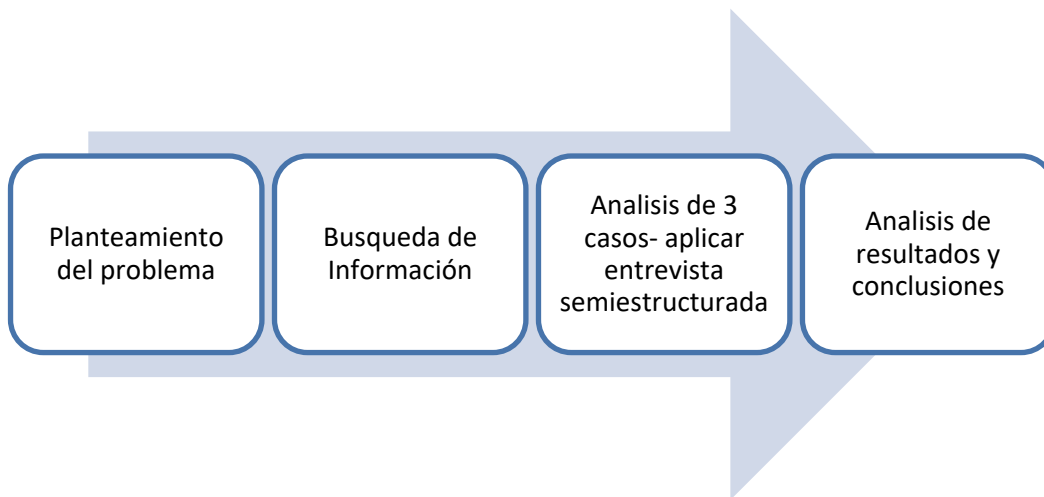 Planteamiento
del problema
Busqueda de
Información
Analisis de 3
casos- aplicar
entrevista
semiestructurada
Analisis de
resultados y
conclusiones